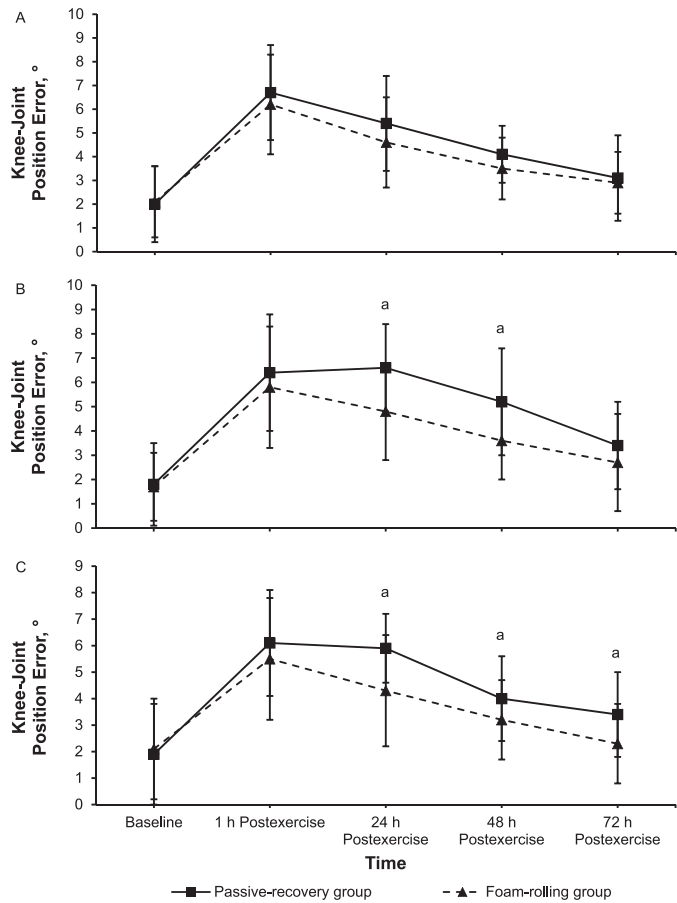 A
Knee-Joint
Position Error, °
10
9
8
7
6
5
4
3
2
1
0
B
Knee-Joint
Position Error, °
10
9
8
7
6
5
4
3
2
1
0
a
a
C
Knee-Joint
Position Error, °
9
8
7
6
5
4
3
2
1
0
a
a
a
Baseline
1 h Postexercise
24 h
Postexercise
48 h
Postexercise
72 h
Postexercise
Time
Passive-recovery group
Foam-rolling group